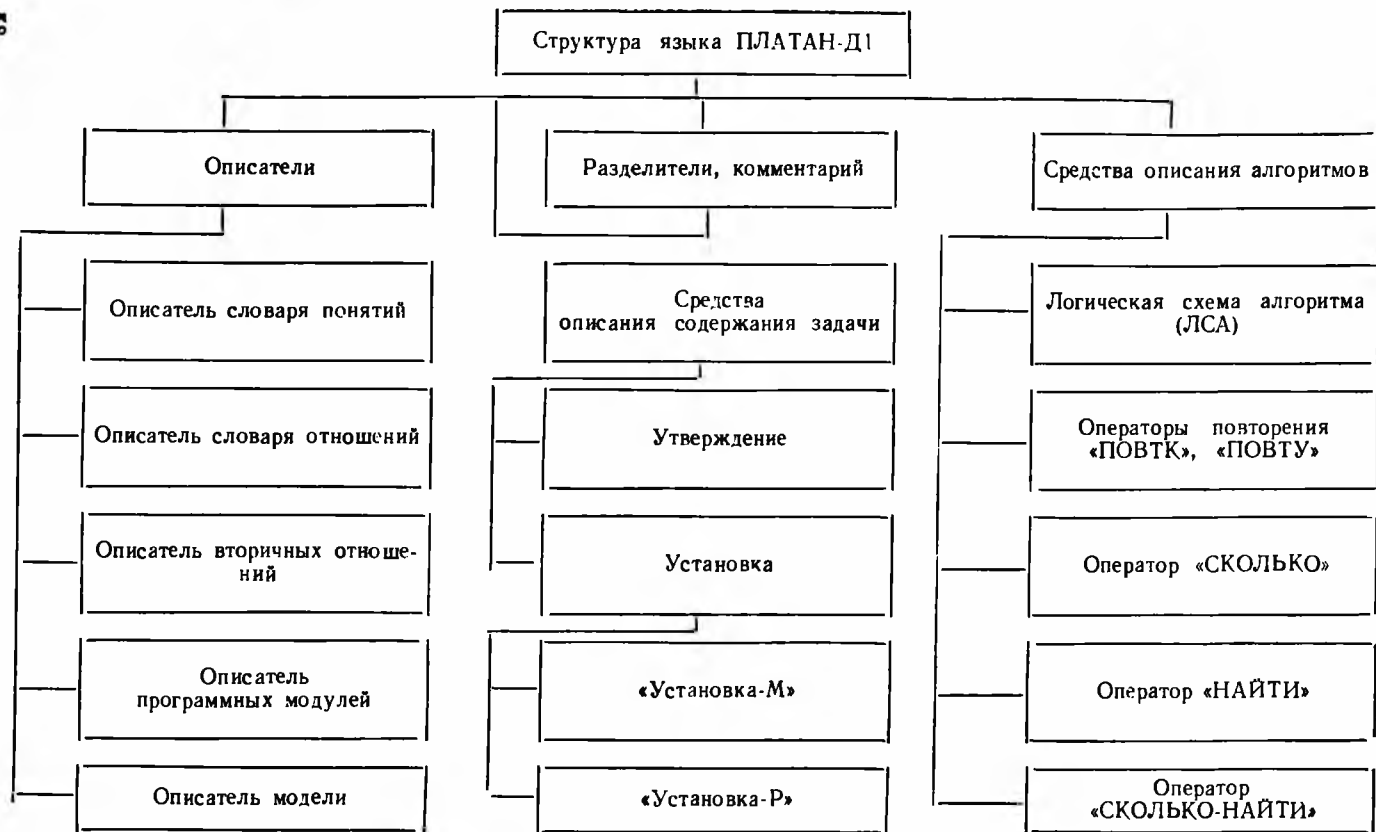 Структура языка ПЛАТАН-Д1
Описатели
Разделители, комментарий
Средства описания алгоритмов
Описатель словаря понятий
Средства
описания содержания задачи
Логическая схема алгоритма
(ЛСА)
Описатель словаря отношений
Утверждение
Операторы повторения
«ПОВТК», «ПОВТУ»
Описатель вторичных отноше-
ний
Установка
Оператор «СКОЛЬКО»
Описатель
программных модулей
«Установка-М»
Оператор «НАЙТИ»
Описатель модели
«Установка-Р»
Оператор
«СКОЛЬКО-НАЙТИ»